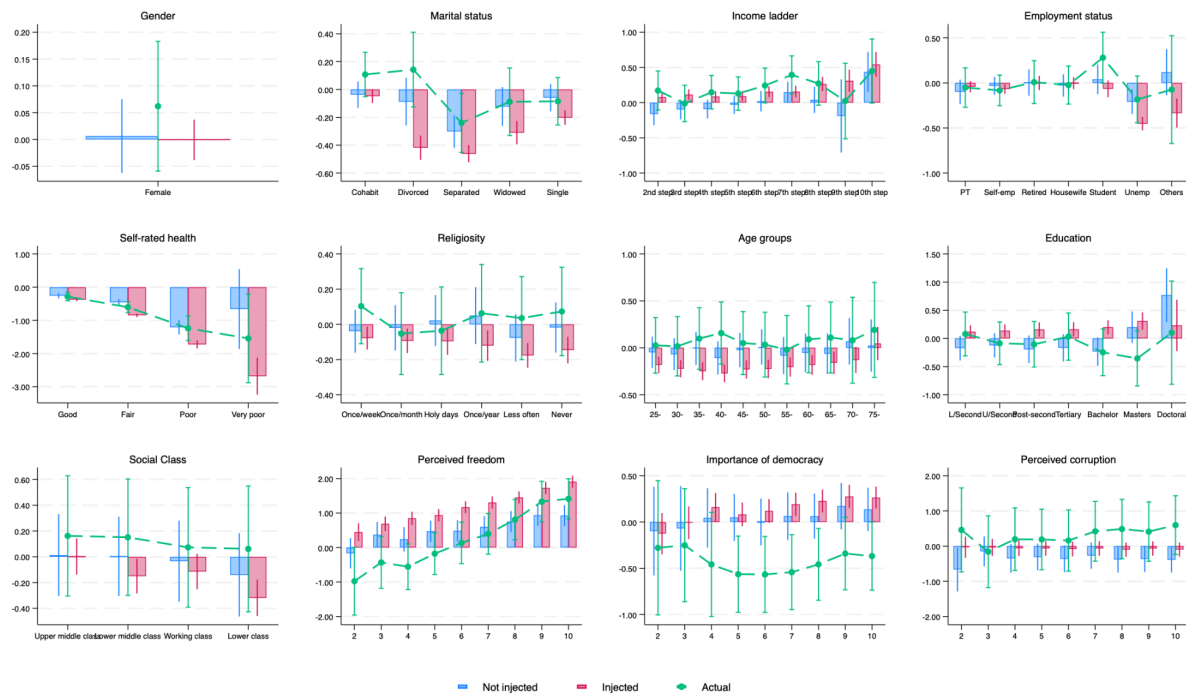 Gender
0.20
0.15
0.10
0.05
0.00
-0.05
Female
Marital status
0.40
0.20
0.00
-0.20
-0.40
-0.60
Cohabit Divorced Separated Widowed Single
Income ladder
1.00
0.50
0.00
-0.50
-1.00
2nd step 3rd step 4th step 5th step 6th step 7th step 8th step 9th step 10th step
Employment status
0.50
0.00
-0.50
-1.00
PT Self-emp Retired Housewife Student Unemp Others
Self-rated health
1.00
0.00
-1.00
-2.00
-3.00
Good Fair Poor Very poor
Religiosity
0.40
0.20
0.00
-0.20
-0.40
Once/week Once/month Holy days Once/year Less often Never
Age groups
1.00
0.50
0.00
-0.50
25- 30- 35- 40- 45- 50- 55- 60- 65- 70- 75-
Education
1.50
1.00
0.50
0.00
-0.50
-1.00
L/Second U/Second Post-second Tertiary Bachelor Masters Doctoral
Social Class
0.60
0.40
0.20
0.00
-0.20
-0.40
Upper middle class Lower middle class Working class Lower class
Perceived freedom
2.00
1.00
0.00
-1.00
-2.00
2 3 4 5 6 7 8 9 10
Importance of democracy
0.50
0.00
-0.50
-1.00
2 3 4 5 6 7 8 9 10
Perceived corruption
2.00
1.00
0.00
-1.00
-2.00
2 3 4 5 6 7 8 9 10
Not injected Injected Actual